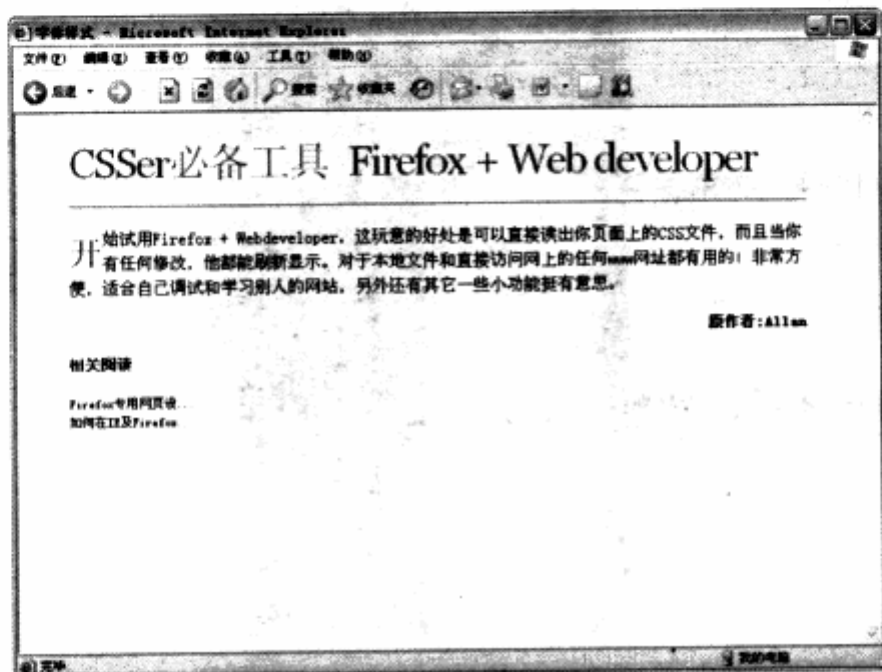 字体样式 - Microsoft Internet Explorer
文件(F) 编辑(E) 查看(V) 收藏(A) 工具(T) 帮助(H)
后退 搜索 收藏夹
CSSer必备工具 Firefox + Web developer
开始试用Firefox + Webdeveloper，这玩意的好处是可以直接读出你页面上的CSS文件，而且当你
有任何修改，他都能刷新显示。对于本地文件和直接访问网上的任何www网址都有用的！非常方
便，适合自己调试和学习别人的网站，另外还有其它一些小功能挺有意思。
原作者:Allan
相关阅读
Firefox专用网页设...
如何在IE及Firefox
完毕 我的电脑